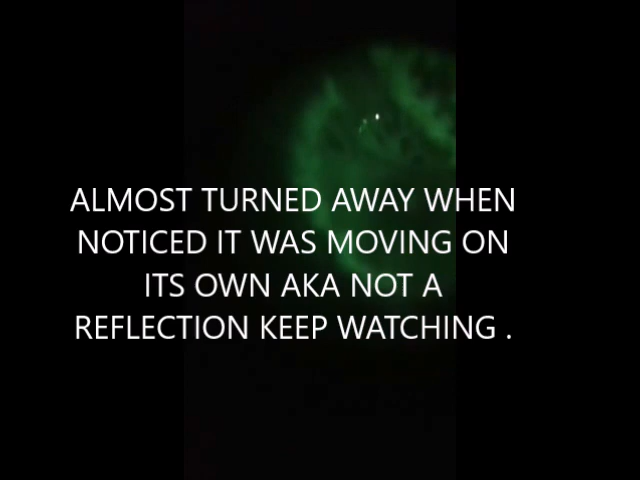 ALMOST TURNED AWAY WHEN
NOTICED IT WAS MOVING ON
ITS OWN AKA NOT A
REFLECTION KEEP WATCHING .